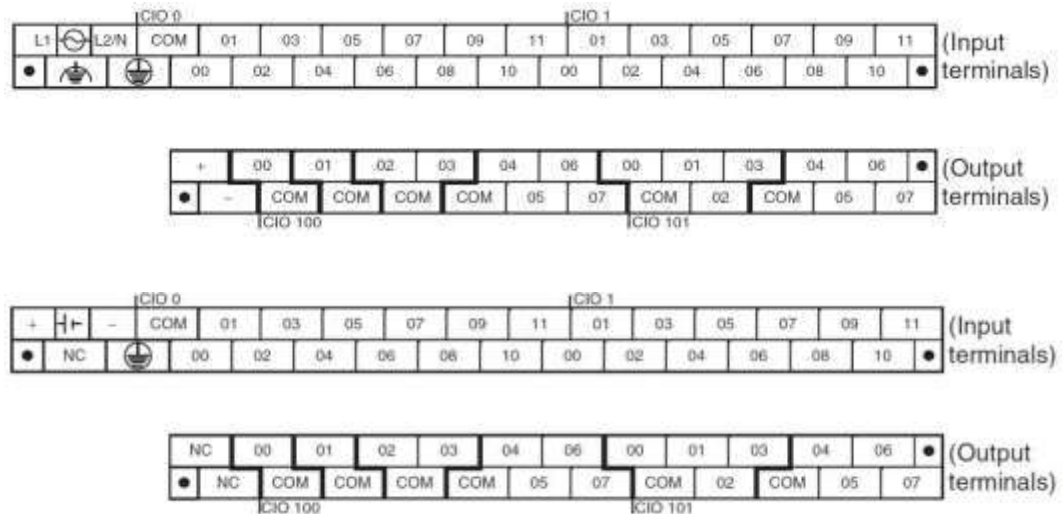 CIO 0 CIO 1
L1 L2/N COM 01 03 05 07 09 11 01 03 05 07 09 11 (Input
00 02 04 06 08 10 00 02 04 06 08 10 terminals)
+ 00 01 02 03 04 06 00 01 03 04 06 (Output
− COM COM COM COM 05 07 COM 02 COM 05 07 terminals)
CIO 100 CIO 101
CIO 0 CIO 1
+ − COM 01 03 05 07 09 11 01 03 05 07 09 11 (Input
NC 00 02 04 06 08 10 00 02 04 06 08 10 terminals)
NC 00 01 02 03 04 06 00 01 03 04 06 (Output
NC COM COM COM COM 05 07 COM 02 COM 05 07 terminals)
CIO 100 CIO 101